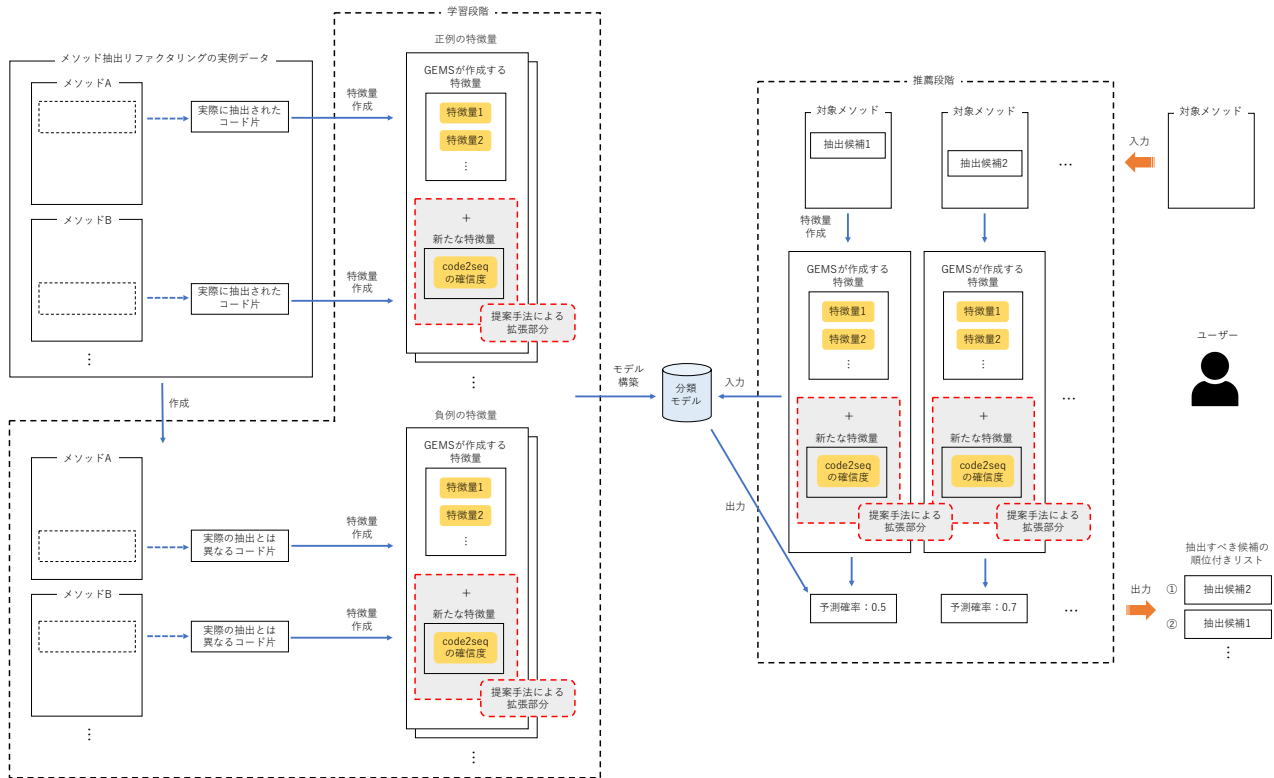 学習段階
メソッド抽出リファクタリングの実例データ
メソッドA
実際に抽出された
コード片
特徴量
作成
メソッドB
実際に抽出された
コード片
特徴量
作成
⋮
正例の特徴量
GEMSが作成する
特徴量
特徴量1
特徴量2
⋮
+
新たな特徴量
code2seq
の確信度
提案手法による
拡張部分
⋮
作成
メソッドA
実際の抽出とは
異なるコード片
特徴量
作成
メソッドB
実際の抽出とは
異なるコード片
特徴量
作成
⋮
負例の特徴量
GEMSが作成する
特徴量
特徴量1
特徴量2
⋮
+
新たな特徴量
code2seq
の確信度
提案手法による
拡張部分
⋮
モデル
構築
分類
モデル
入力
出力
推薦段階
対象メソッド
抽出候補1
対象メソッド
抽出候補2
…
特徴量
作成
GEMSが作成する
特徴量
特徴量1
特徴量2
⋮
+
新たな特徴量
code2seq
の確信度
提案手法による
拡張部分
GEMSが作成する
特徴量
特徴量1
特徴量2
⋮
+
新たな特徴量
code2seq
の確信度
提案手法による
拡張部分
…
予測確率：0.5
予測確率：0.7
…
入力
対象メソッド
ユーザー
出力
抽出すべき候補の
順位付きリスト
① 抽出候補2
② 抽出候補1
⋮